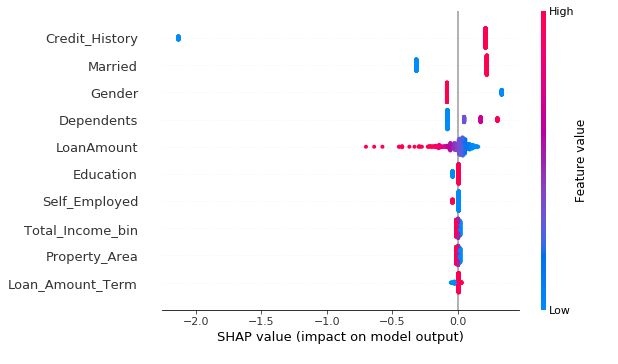 High
Credit_History
Married
Gender
Dependents
LoanAmount
Education
Self_Employed
Total_Income_bin
Property_Area
Loan_Amount_Term
Feature value
Low
−2.0 −1.5 −1.0 −0.5 0.0
SHAP value (impact on model output)